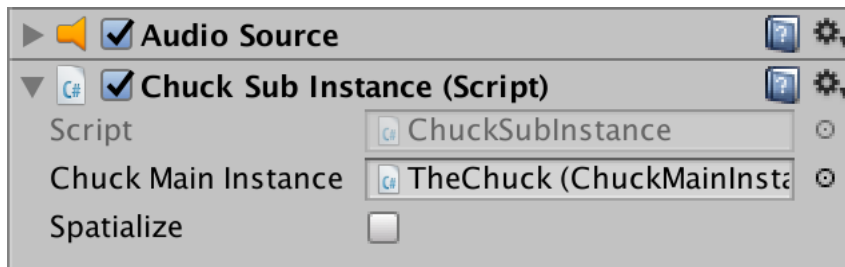 Audio Source
C#
Chuck Sub Instance (Script)
Script
C# ChuckSubInstance
Chuck Main Instance
C# TheChuck (ChuckMainInsta
Spatialize